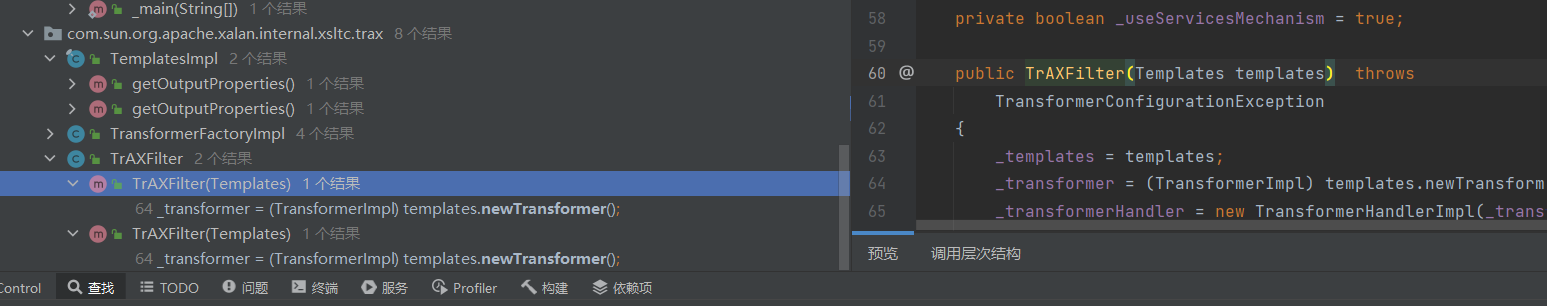 _main(String[]) 1 个结果
com.sun.org.apache.xalan.internal.xsltc.trax 8 个结果
TemplatesImpl 2 个结果
getOutputProperties() 1 个结果
getOutputProperties() 1 个结果
TransformerFactoryImpl 4 个结果
TrAXFilter 2 个结果
TrAXFilter(Templates) 1 个结果
64 _transformer = (TransformerImpl) templates.newTransformer();
TrAXFilter(Templates) 1 个结果
64 _transformer = (TransformerImpl) templates.newTransformer();
58 private boolean _useServicesMechanism = true;
59
60 @ public TrAXFilter(Templates templates) throws
61 TransformerConfigurationException
62 {
63 _templates = templates;
64 _transformer = (TransformerImpl) templates.newTransform
65 _transformerHandler = new TransformerHandlerImpl(_trans
预览 调用层次结构
Control 查找 TODO 问题 终端 服务 Profiler 构建 依赖项